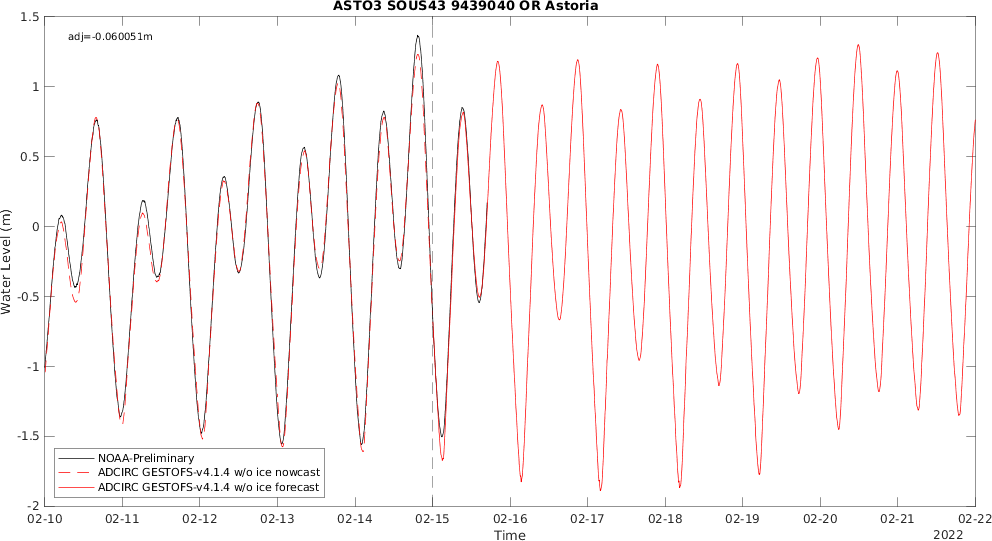 ASTO3 SOUS43 9439040 OR Astoria
adj=-0.060051m
1.5
1
0.5
0
-0.5
-1
-1.5
-2
Water Level (m)
NOAA-Preliminary
ADCIRC GESTOFS-v4.1.4 w/o ice nowcast
ADCIRC GESTOFS-v4.1.4 w/o ice forecast
02-10 02-11 02-12 02-13 02-14 02-15 02-16 02-17 02-18 02-19 02-20 02-21 02-22
Time
2022